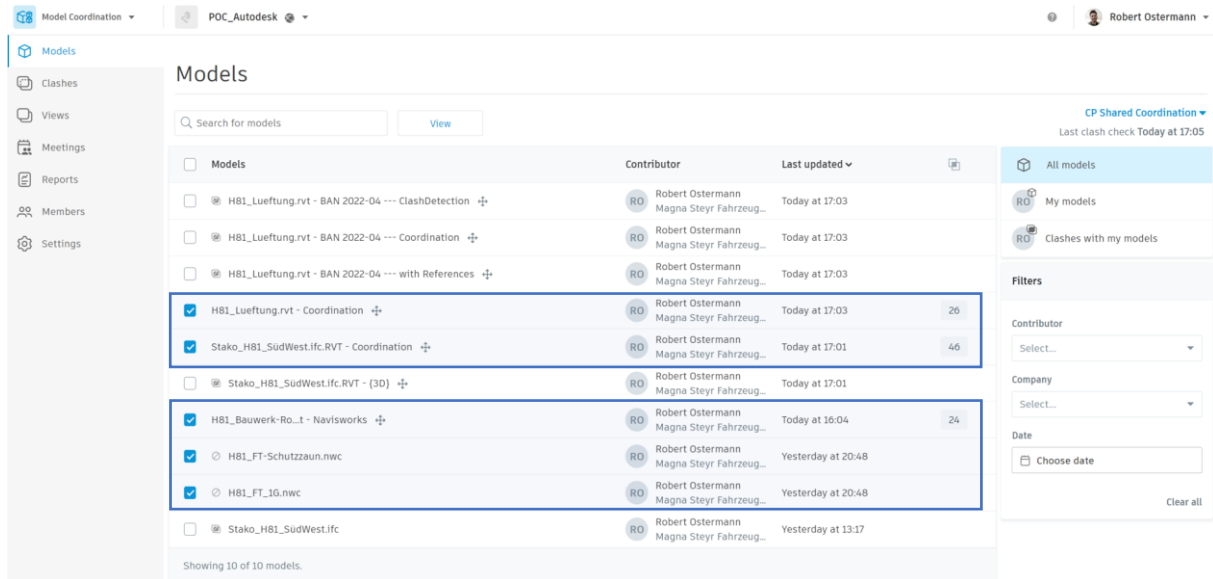 Model Coordination
POC_Autodesk
Robert Ostermann
Models
Clashes
Views
Meetings
Reports
Members
Settings
Models
Search for models
View
CP Shared Coordination
Last clash check Today at 17:05
Models Contributor Last updated
H81_Lueftung.rvt - BAN 2022-04 --- ClashDetection RO Robert Ostermann Today at 17:03
Magna Steyr Fahrzeug...
H81_Lueftung.rvt - BAN 2022-04 --- Coordination RO Robert Ostermann Today at 17:03
Magna Steyr Fahrzeug...
H81_Lueftung.rvt - BAN 2022-04 --- with References RO Robert Ostermann Today at 17:03
Magna Steyr Fahrzeug...
H81_Lueftung.rvt - Coordination RO Robert Ostermann Today at 17:03 26
Magna Steyr Fahrzeug...
Stako_H81_SüdWest.ifc.RVT - Coordination RO Robert Ostermann Today at 17:01 46
Magna Steyr Fahrzeug...
Stako_H81_SüdWest.ifc.RVT - {3D} RO Robert Ostermann Today at 17:01
Magna Steyr Fahrzeug...
H81_Bauwerk-Ro...t - Navisworks RO Robert Ostermann Today at 16:04 24
Magna Steyr Fahrzeug...
H81_FT-Schutzzaun.nwc RO Robert Ostermann Yesterday at 20:48
Magna Steyr Fahrzeug...
H81_FT_1G.nwc RO Robert Ostermann Yesterday at 20:48
Magna Steyr Fahrzeug...
Stako_H81_SüdWest.ifc RO Robert Ostermann Yesterday at 13:17
Magna Steyr Fahrzeug...
Showing 10 of 10 models.
All models
RO My models
RO Clashes with my models
Filters
Contributor
Select...
Company
Select...
Date
Choose date
Clear all